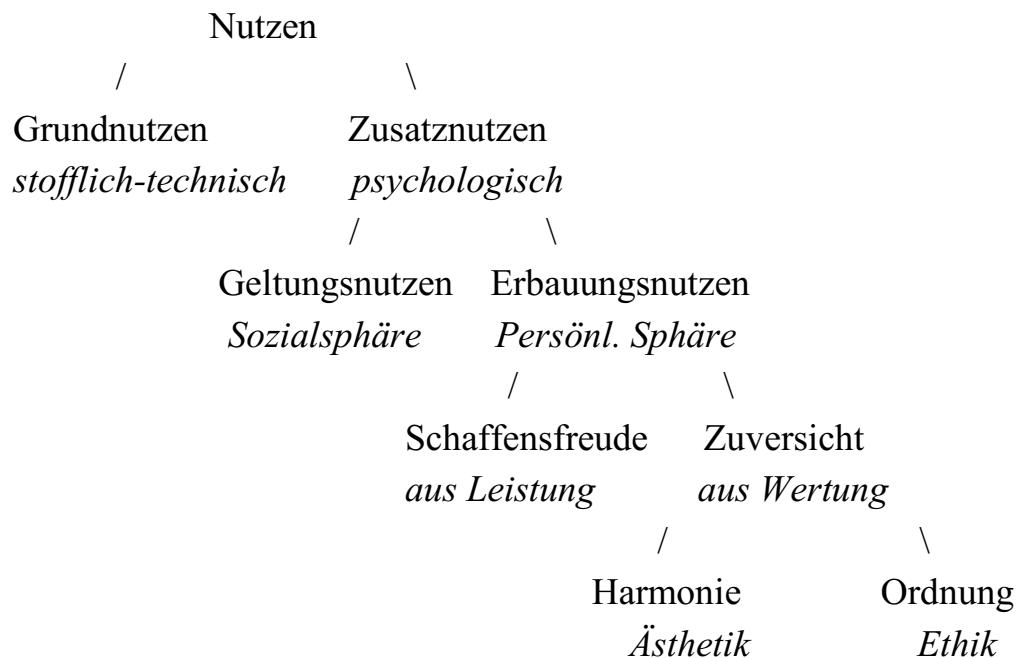 Nutzen
/ \
Grundnutzen Zusatznutzen
stofflich-technisch psychologisch
/ \
Geltungsnutzen Erbauungsnutzen
Sozialsphäre Persönl. Sphäre
/ \
Schaffensfreude Zuversicht
aus Leistung aus Wertung
/ \
Harmonie Ordnung
Ästhetik Ethik